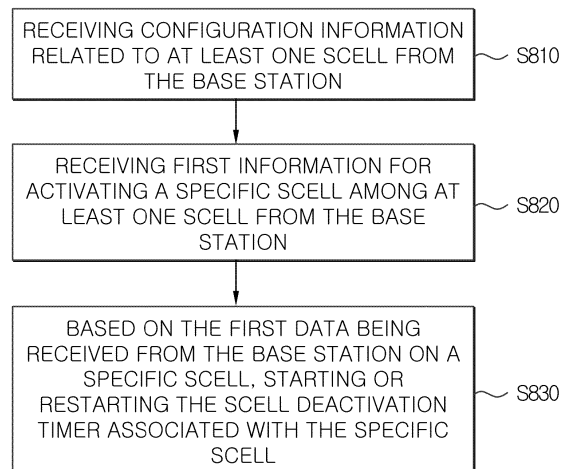 RECEIVING CONFIGURATION INFORMATION
RELATED TO AT LEAST ONE SCELL FROM
THE BASE STATION
S810
RECEIVING FIRST INFORMATION FOR
ACTIVATING A SPECIFIC SCELL AMONG AT
LEAST ONE SCELL FROM THE BASE
STATION
S820
BASED ON THE FIRST DATA BEING
RECEIVED FROM THE BASE STATION ON A
SPECIFIC SCELL, STARTING OR
RESTARTING THE SCELL DEACTIVATION
TIMER ASSOCIATED WITH THE SPECIFIC
SCELL
S830